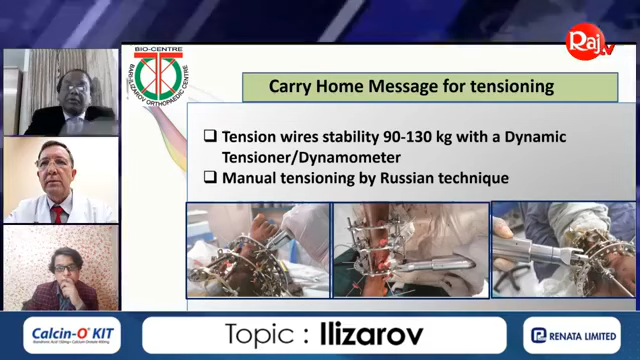 Raj tv
BIO-CENTRE
BARI-ILIZAROV ORTHOPAEDIC CENTRE
Carry Home Message for tensioning
❑ Tension wires stability 90-130 kg with a Dynamic
Tensioner/Dynamometer
❑ Manual tensioning by Russian technique
Calcin-O® KIT
Topic : Ilizarov
RENATA LIMITED